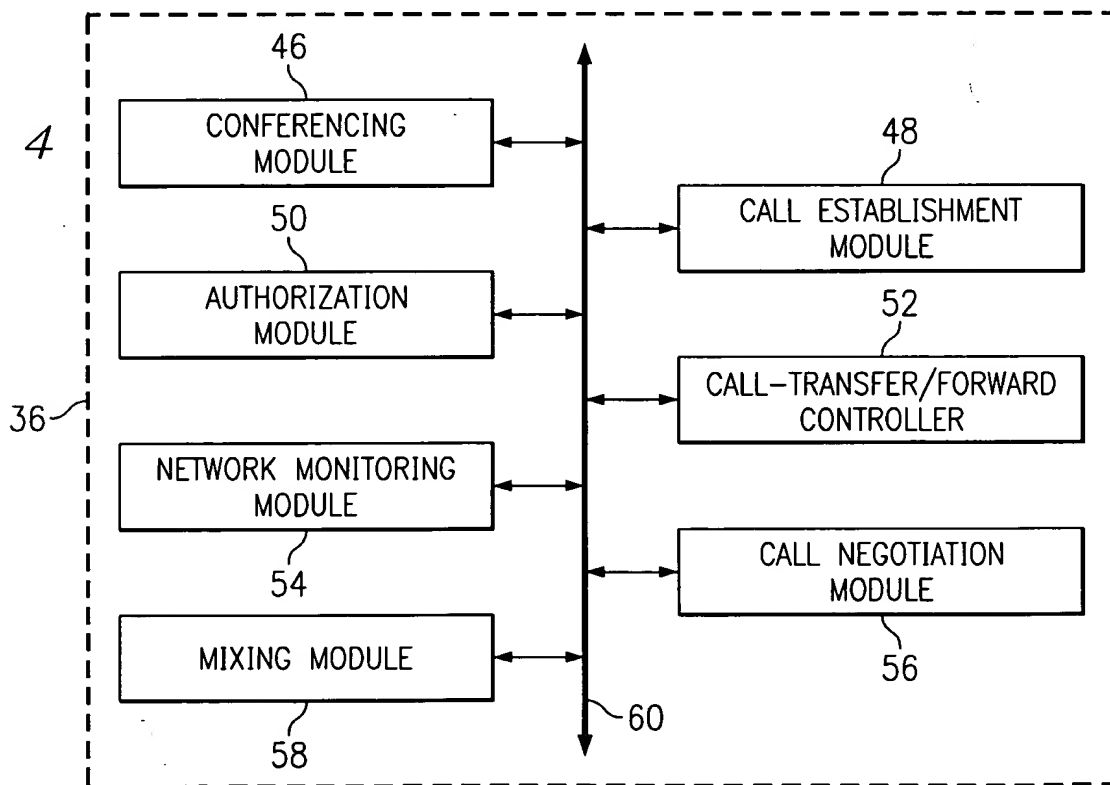 46
CONFERENCING
MODULE
4
48
CALL ESTABLISHMENT
MODULE
50
AUTHORIZATION
MODULE
52
CALL-TRANSFER/FORWARD
CONTROLLER
36
NETWORK MONITORING
MODULE
54
CALL NEGOTIATION
MODULE
56
MIXING MODULE
58
60